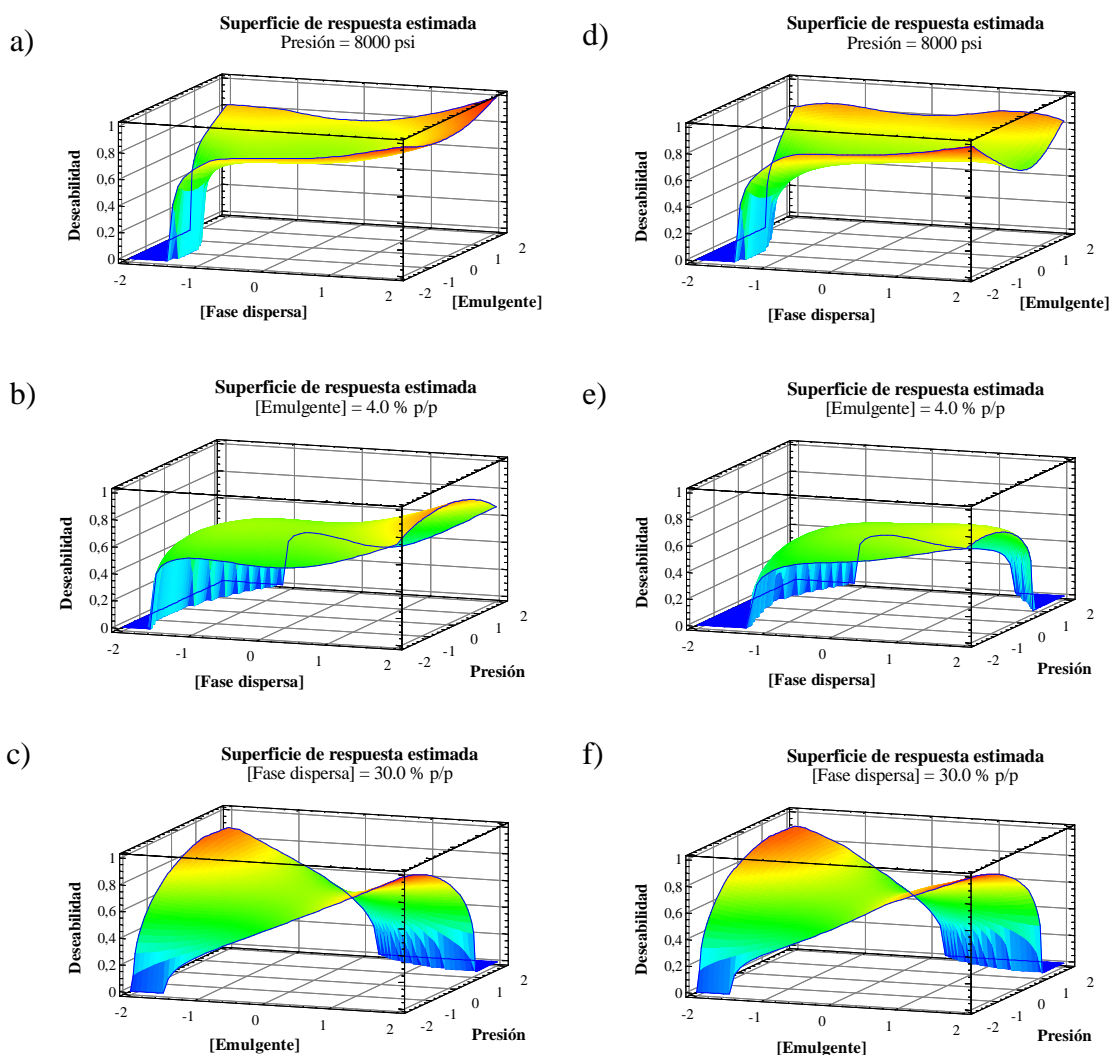 a)
Superficie de respuesta estimada
Presión = 8000 psi
Deseabilidad
1
0,8
0,6
0,4
0,2
0
-2
-1
0
1
2
[Fase dispersa]
-2
-1
0
1
2
[Emulgente]
d)
Superficie de respuesta estimada
Presión = 8000 psi
Deseabilidad
1
0,8
0,6
0,4
0,2
0
-2
-1
0
1
2
[Fase dispersa]
-2
-1
0
1
2
[Emulgente]
b)
Superficie de respuesta estimada
[Emulgente] = 4.0 % p/p
Deseabilidad
1
0,8
0,6
0,4
0,2
0
-2
-1
0
1
2
[Fase dispersa]
-2
-1
0
1
2
Presión
e)
Superficie de respuesta estimada
[Emulgente] = 4.0 % p/p
Deseabilidad
1
0,8
0,6
0,4
0,2
0
-2
-1
0
1
2
[Fase dispersa]
-2
-1
0
1
2
Presión
c)
Superficie de respuesta estimada
[Fase dispersa] = 30.0 % p/p
Deseabilidad
1
0,8
0,6
0,4
0,2
0
-2
-1
0
1
2
[Emulgente]
-2
-1
0
1
2
Presión
f)
Superficie de respuesta estimada
[Fase dispersa] = 30.0 % p/p
Deseabilidad
1
0,8
0,6
0,4
0,2
0
-2
-1
0
1
2
[Emulgente]
-2
-1
0
1
2
Presión